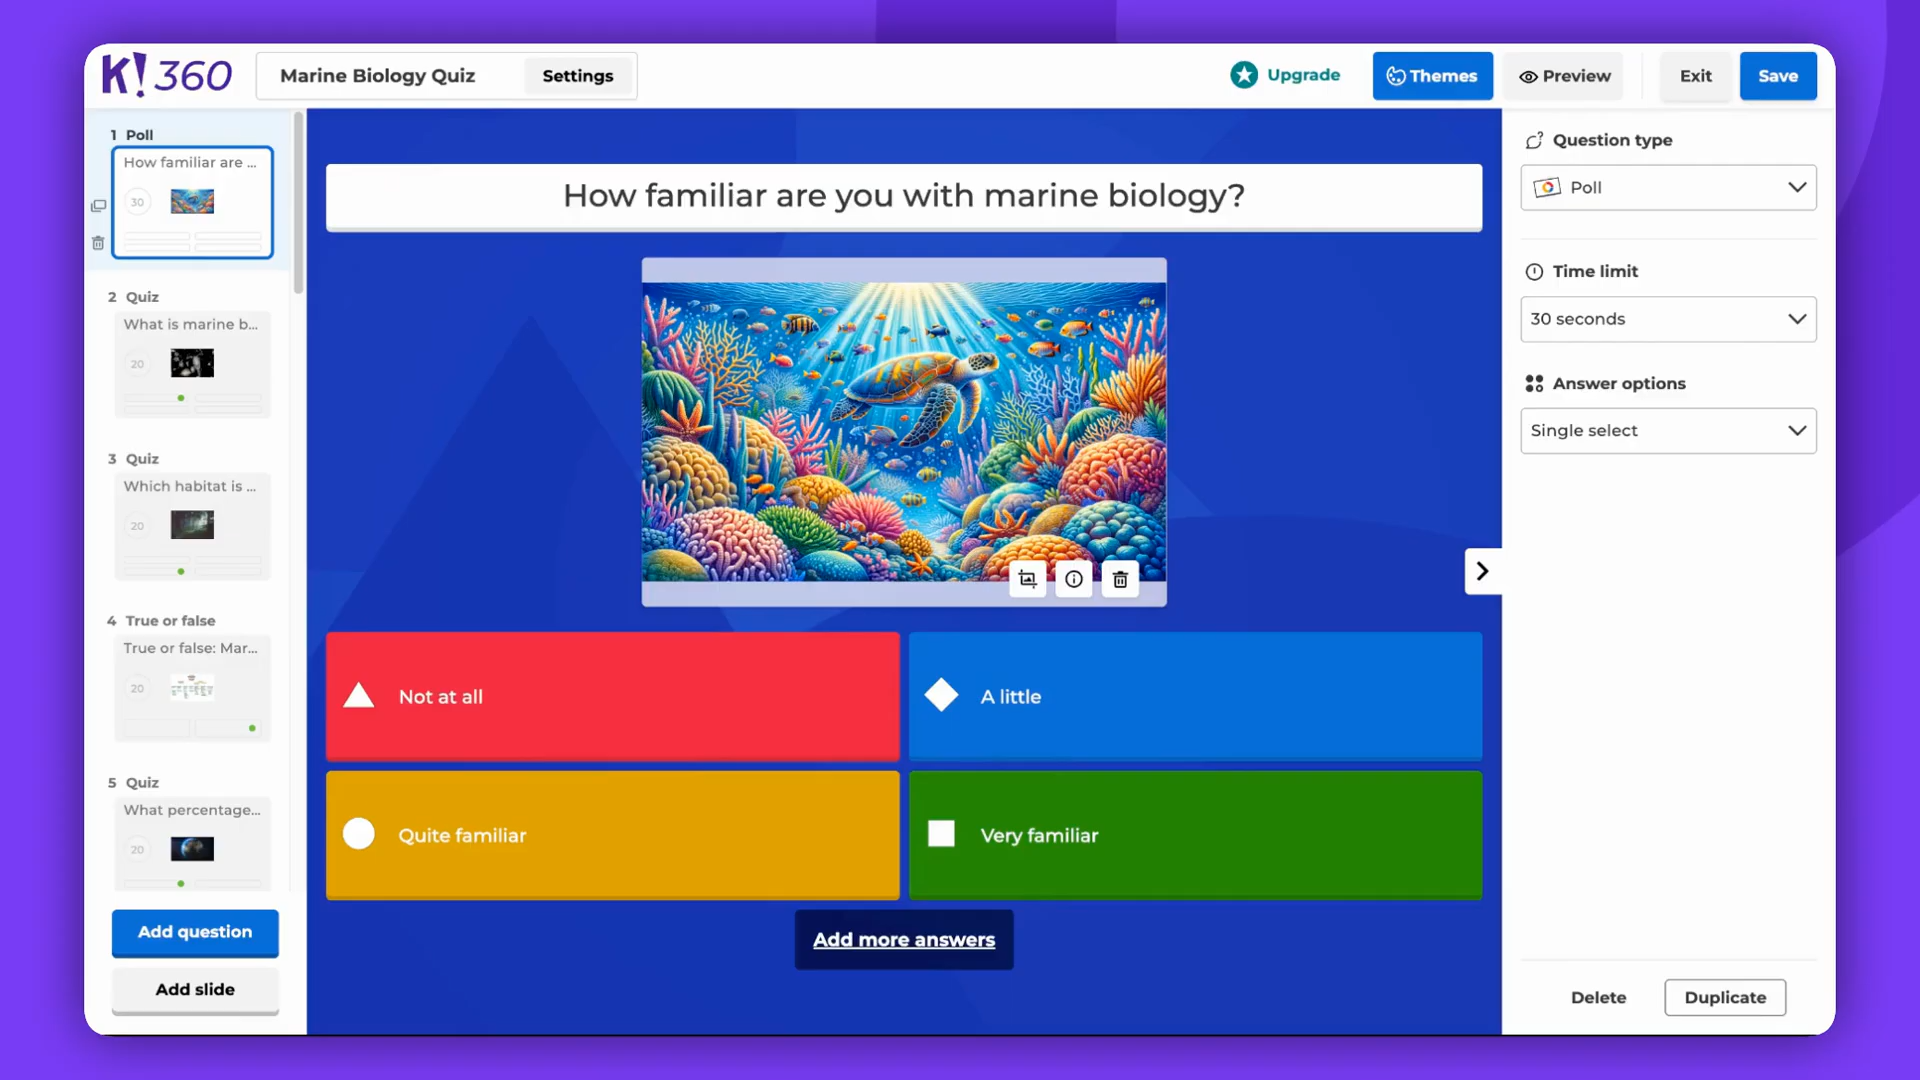 K! 360
Marine Biology Quiz
Settings
Upgrade
Themes
Preview
Exit
Save
1 Poll
How familiar are ...
30
2 Quiz
What is marine b...
20
3 Quiz
Which habitat is ...
20
4 True or false
True or false: Mar...
20
5 Quiz
What percentage...
20
Add question
Add slide
How familiar are you with marine biology?
Not at all
A little
Quite familiar
Very familiar
Add more answers
Question type
Poll
Time limit
30 seconds
Answer options
Single select
Delete
Duplicate